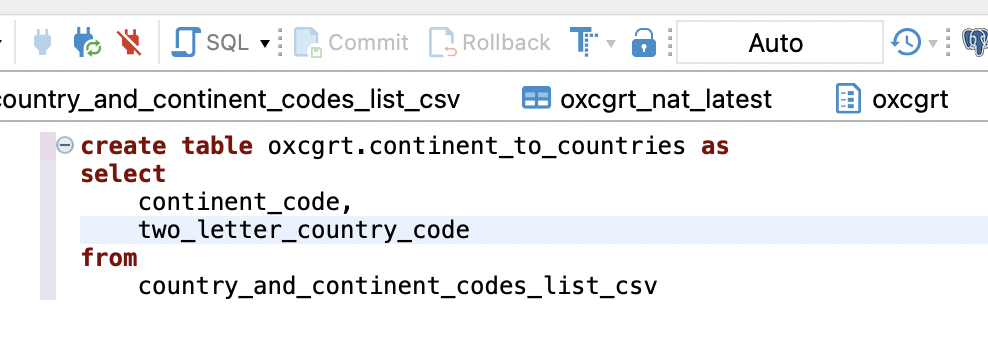 SQL Commit Rollback Auto
country_and_continent_codes_list_csv oxcgrt_nat_latest oxcgrt
create table oxcgrt.continent_to_countries as
select
continent_code,
two_letter_country_code
from
country_and_continent_codes_list_csv